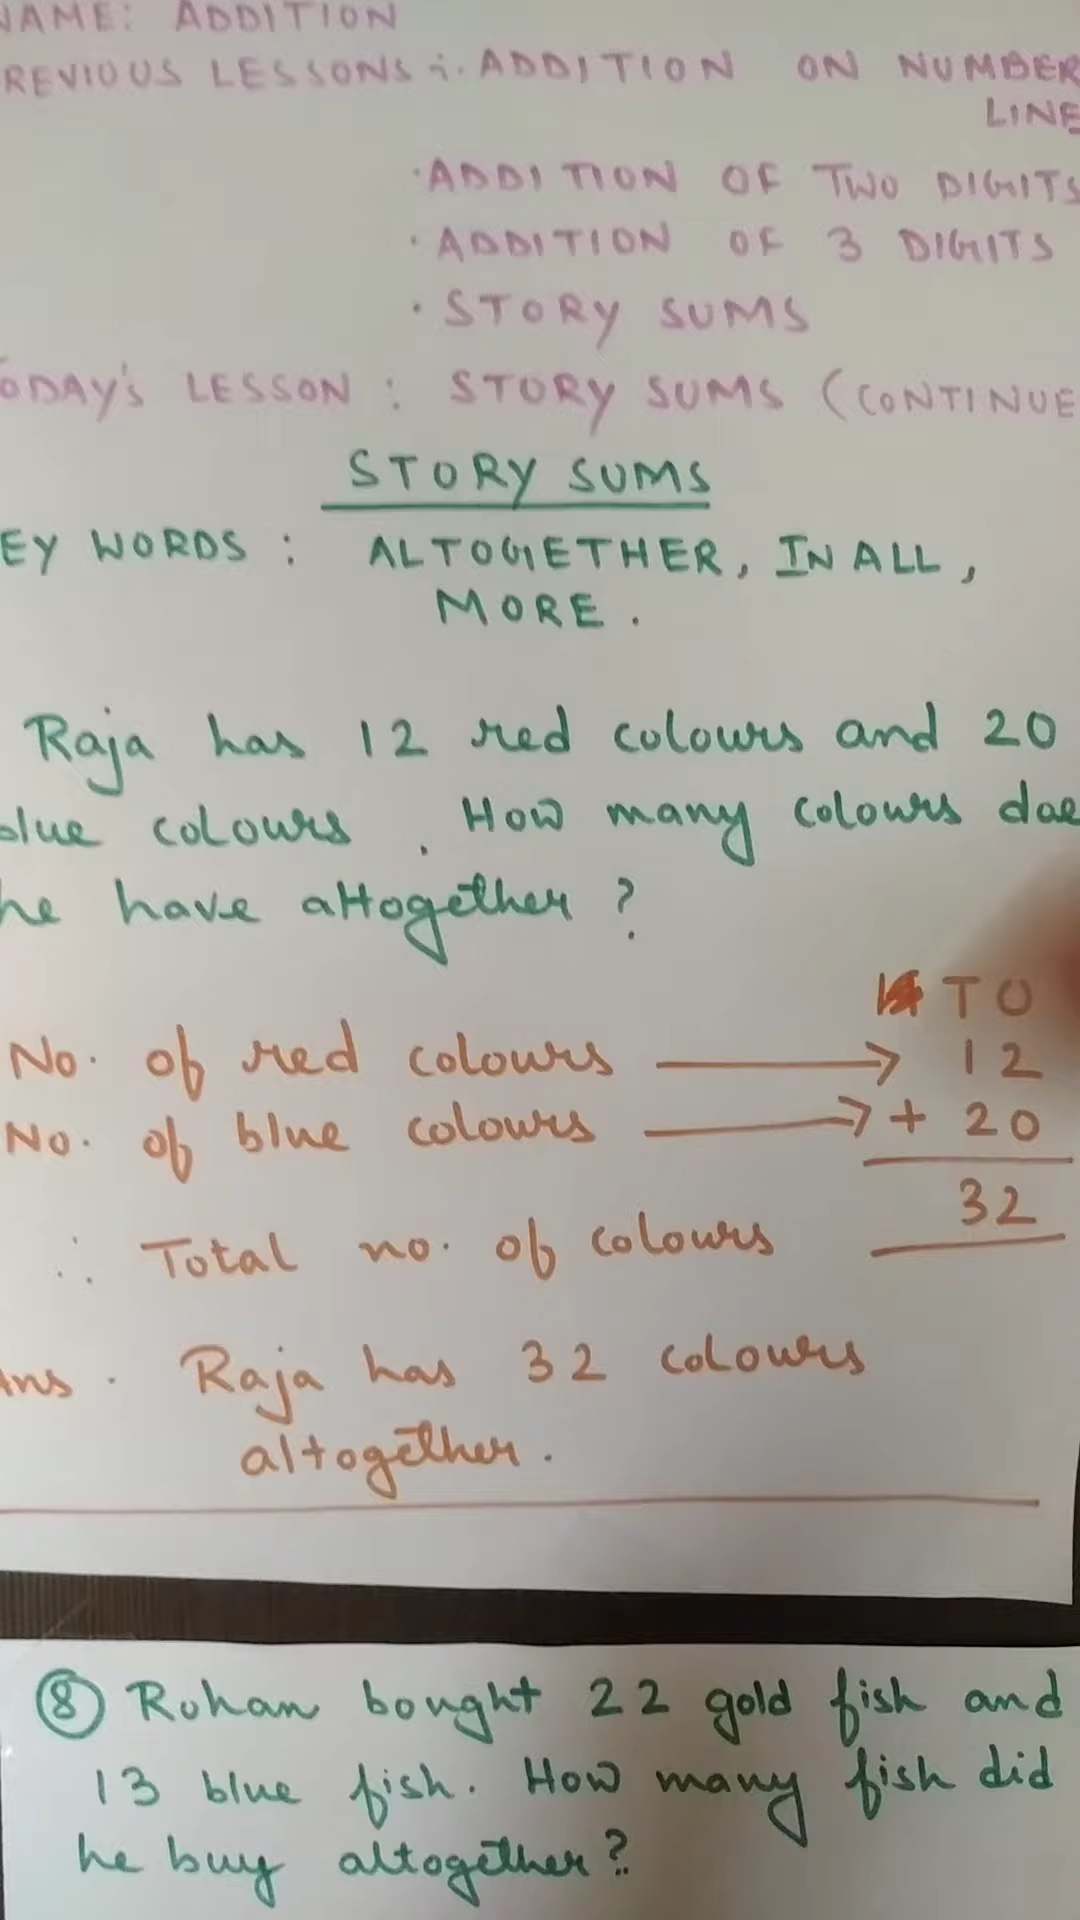 NAME: ADDITION
REVIOUS LESSONS :. ADDITION ON NUMBER
LINE
· ADDITION OF TWO DIGITS
· ADDITION OF 3 DIGITS
· STORY SUMS
ODAY'S LESSON : STORY SUMS (CONTINUE
STORY SUMS
EY WORDS : ALTOGETHER, IN ALL,
MORE.
Raja has 12 red colours and 20
blue colours. How many colours doe
he have altogether?
T O
No. of red colours → 12
No. of blue colours → + 20
32
∴ Total no. of colours
Ans. Raja has 32 colours
altogether.
⑧ Rohan bought 22 gold fish and
13 blue fish. How many fish did
he buy altogether?